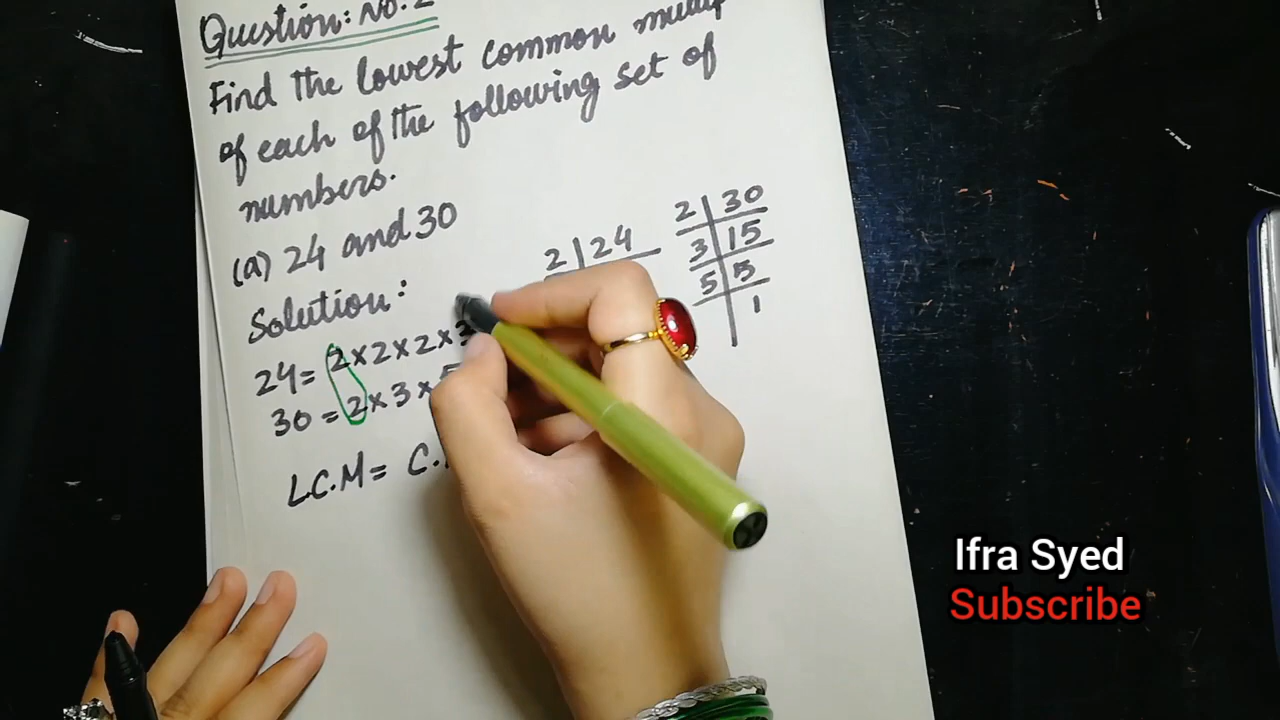 Question: No. 2
Find the lowest common
of each of the following set of
numbers.
(a) 24 and 30
Solution:
24 = 2 × 2 × 2 × 3
30 = 2 × 3 ×
L.C.M = C.
2 | 24
2 | 30
3 | 15
5 | 5
1
Ifra Syed
Subscribe